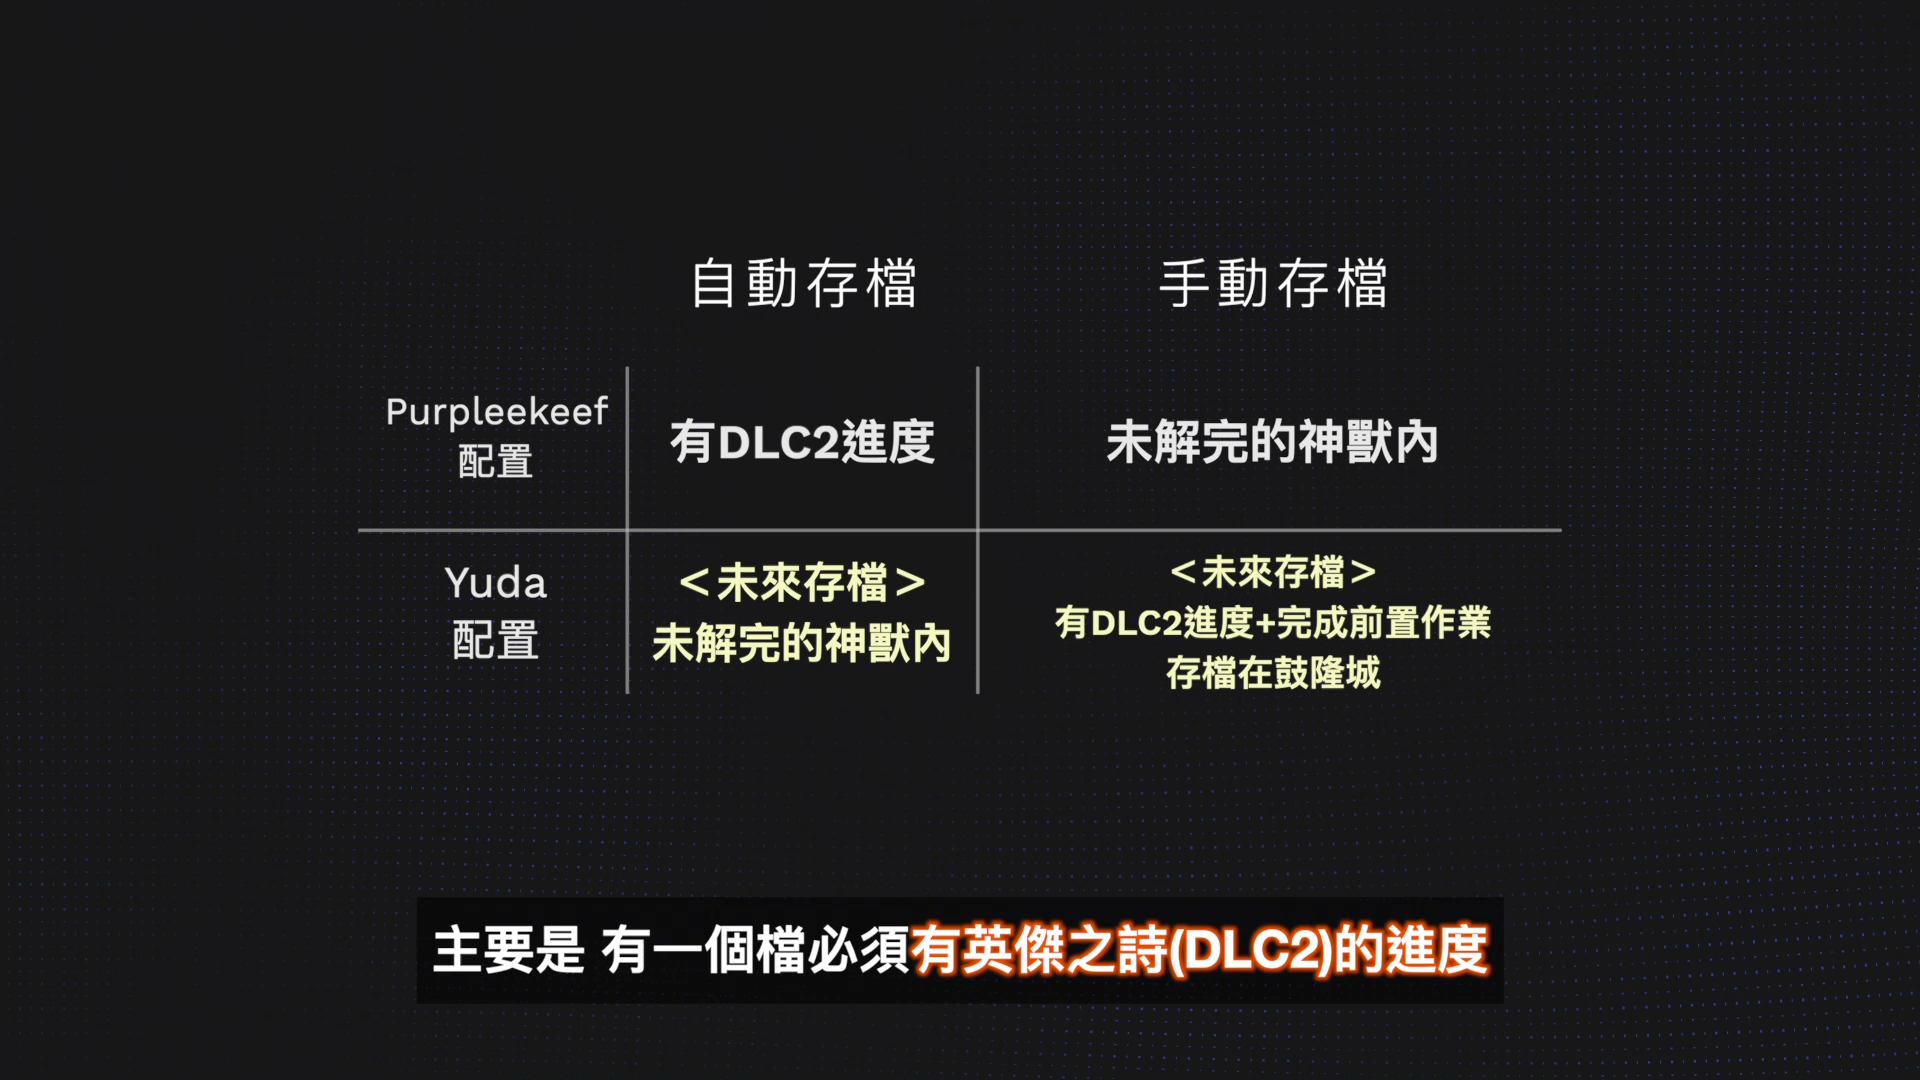 自動存檔 手動存檔
Purpleekeef
配置
有DLC2進度
未解完的神獸內
Yuda
配置
＜未來存檔＞
未解完的神獸內
＜未來存檔＞
有DLC2進度+完成前置作業
存檔在鼓隆城
主要是 有一個檔必須有英傑之詩(DLC2)的進度